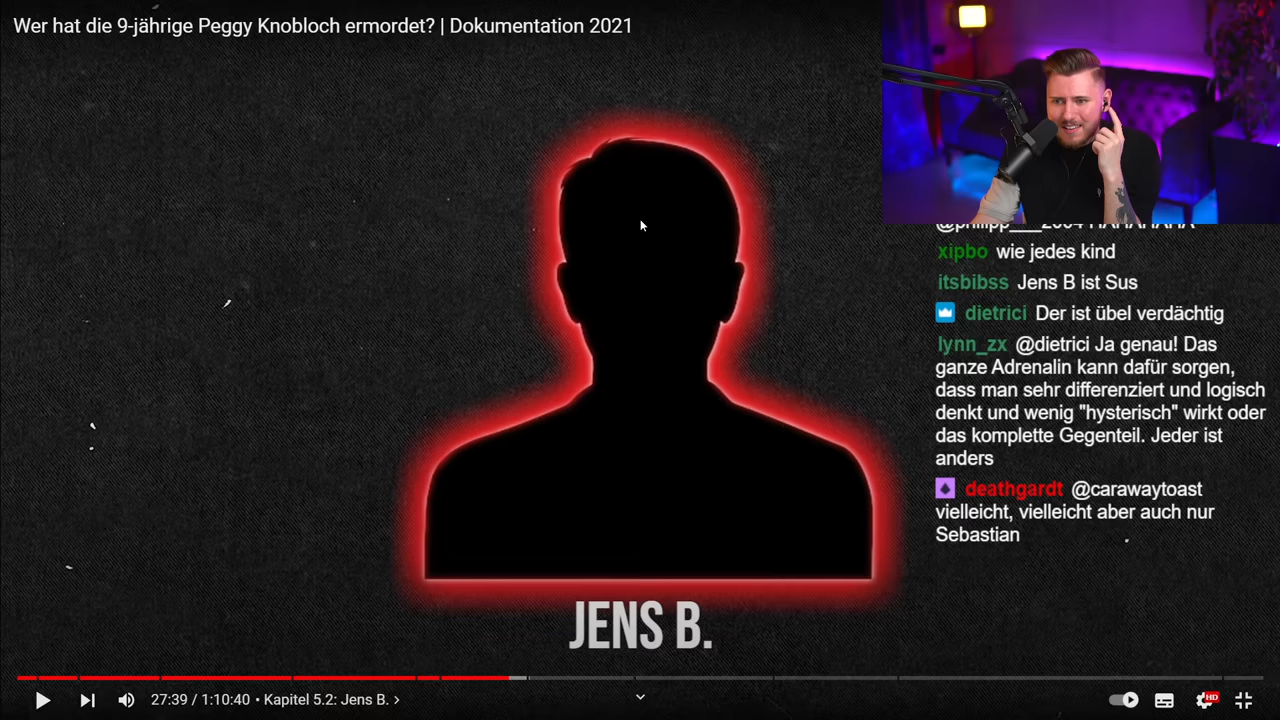 Wer hat die 9-jährige Peggy Knobloch ermordet? | Dokumentation 2021
xipbo wie jedes kind
itsbibss Jens B ist Sus
dietrici Der ist übel verdächtig
lynn_zx @dietrici Ja genau! Das
ganze Adrenalin kann dafür sorgen,
dass man sehr differenziert und logisch
denkt und wenig "hysterisch" wirkt oder
das komplette Gegenteil. Jeder ist
anders
deathgardt @carawaytoast
vielleicht, vielleicht aber auch nur
Sebastian
JENS B.
27:39 / 1:10:40 • Kapitel 5.2: Jens B. >
HD